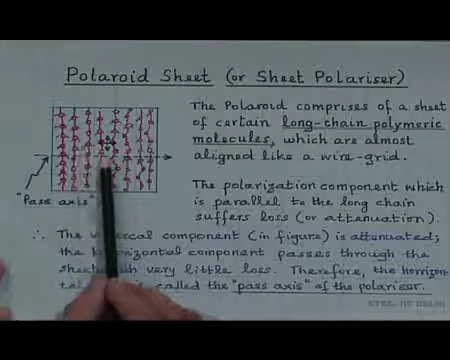 Polaroid Sheet (or Sheet Polariser)
The Polaroid comprises of a sheet
of certain long-chain polymeric
molecules, which are almost
aligned like a wire-grid.
"Pass axis"
The polarization component which
is parallel to the long chain
suffers loss (or attenuation).
∴ The component (in figure) is attenuated;
the horizontal component passes through the
with very little loss. Therefore, the horizon-
is called the "pass axis" of the polariser.